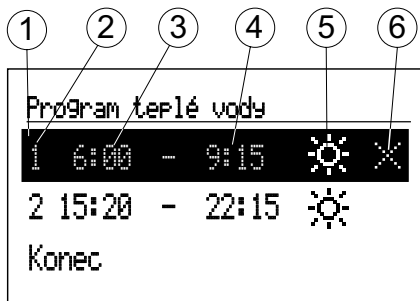 1 2 3 4 5 6
Program teplé vody
1 6:00 - 9:15
2 15:20 - 22:15
Konec